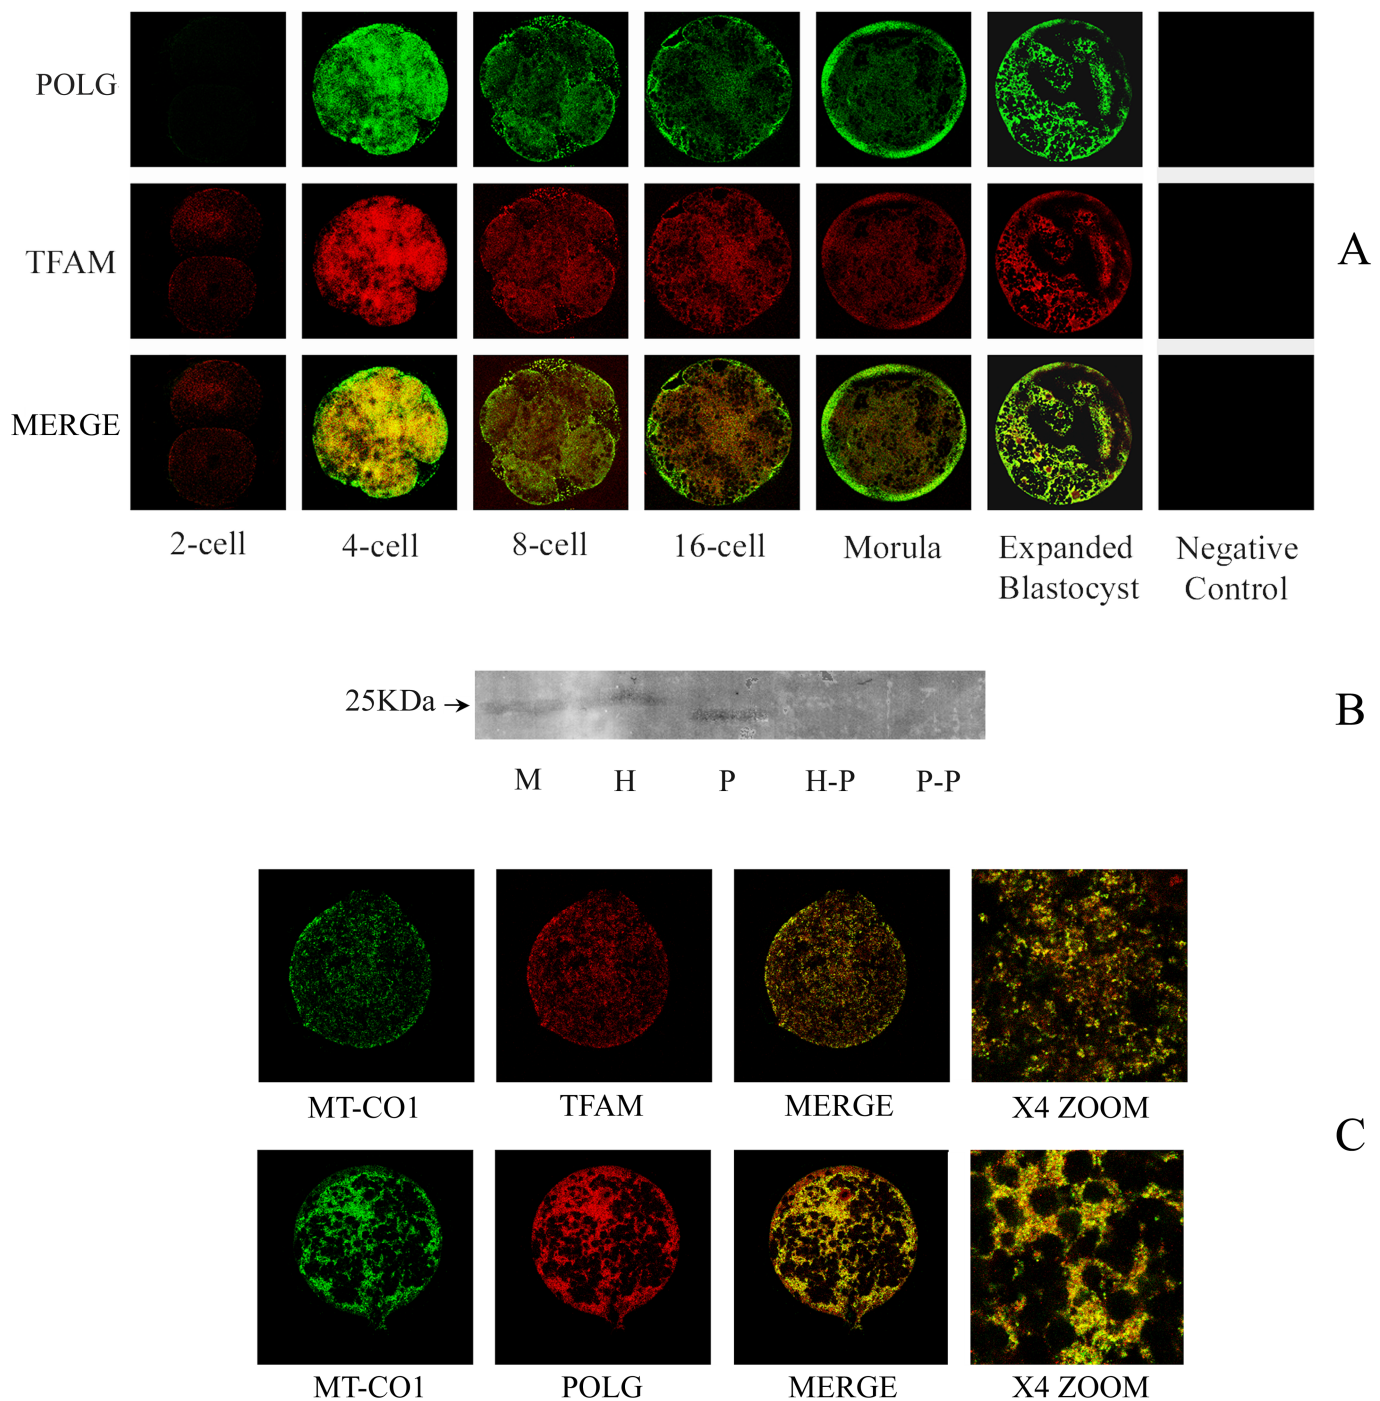 POLG
TFAM
A
MERGE
2-cell 4-cell 8-cell 16-cell Morula Expanded Blastocyst Negative Control
25KDa
B
M H P H-P P-P
MT-CO1 TFAM MERGE X4 ZOOM
C
MT-CO1 POLG MERGE X4 ZOOM